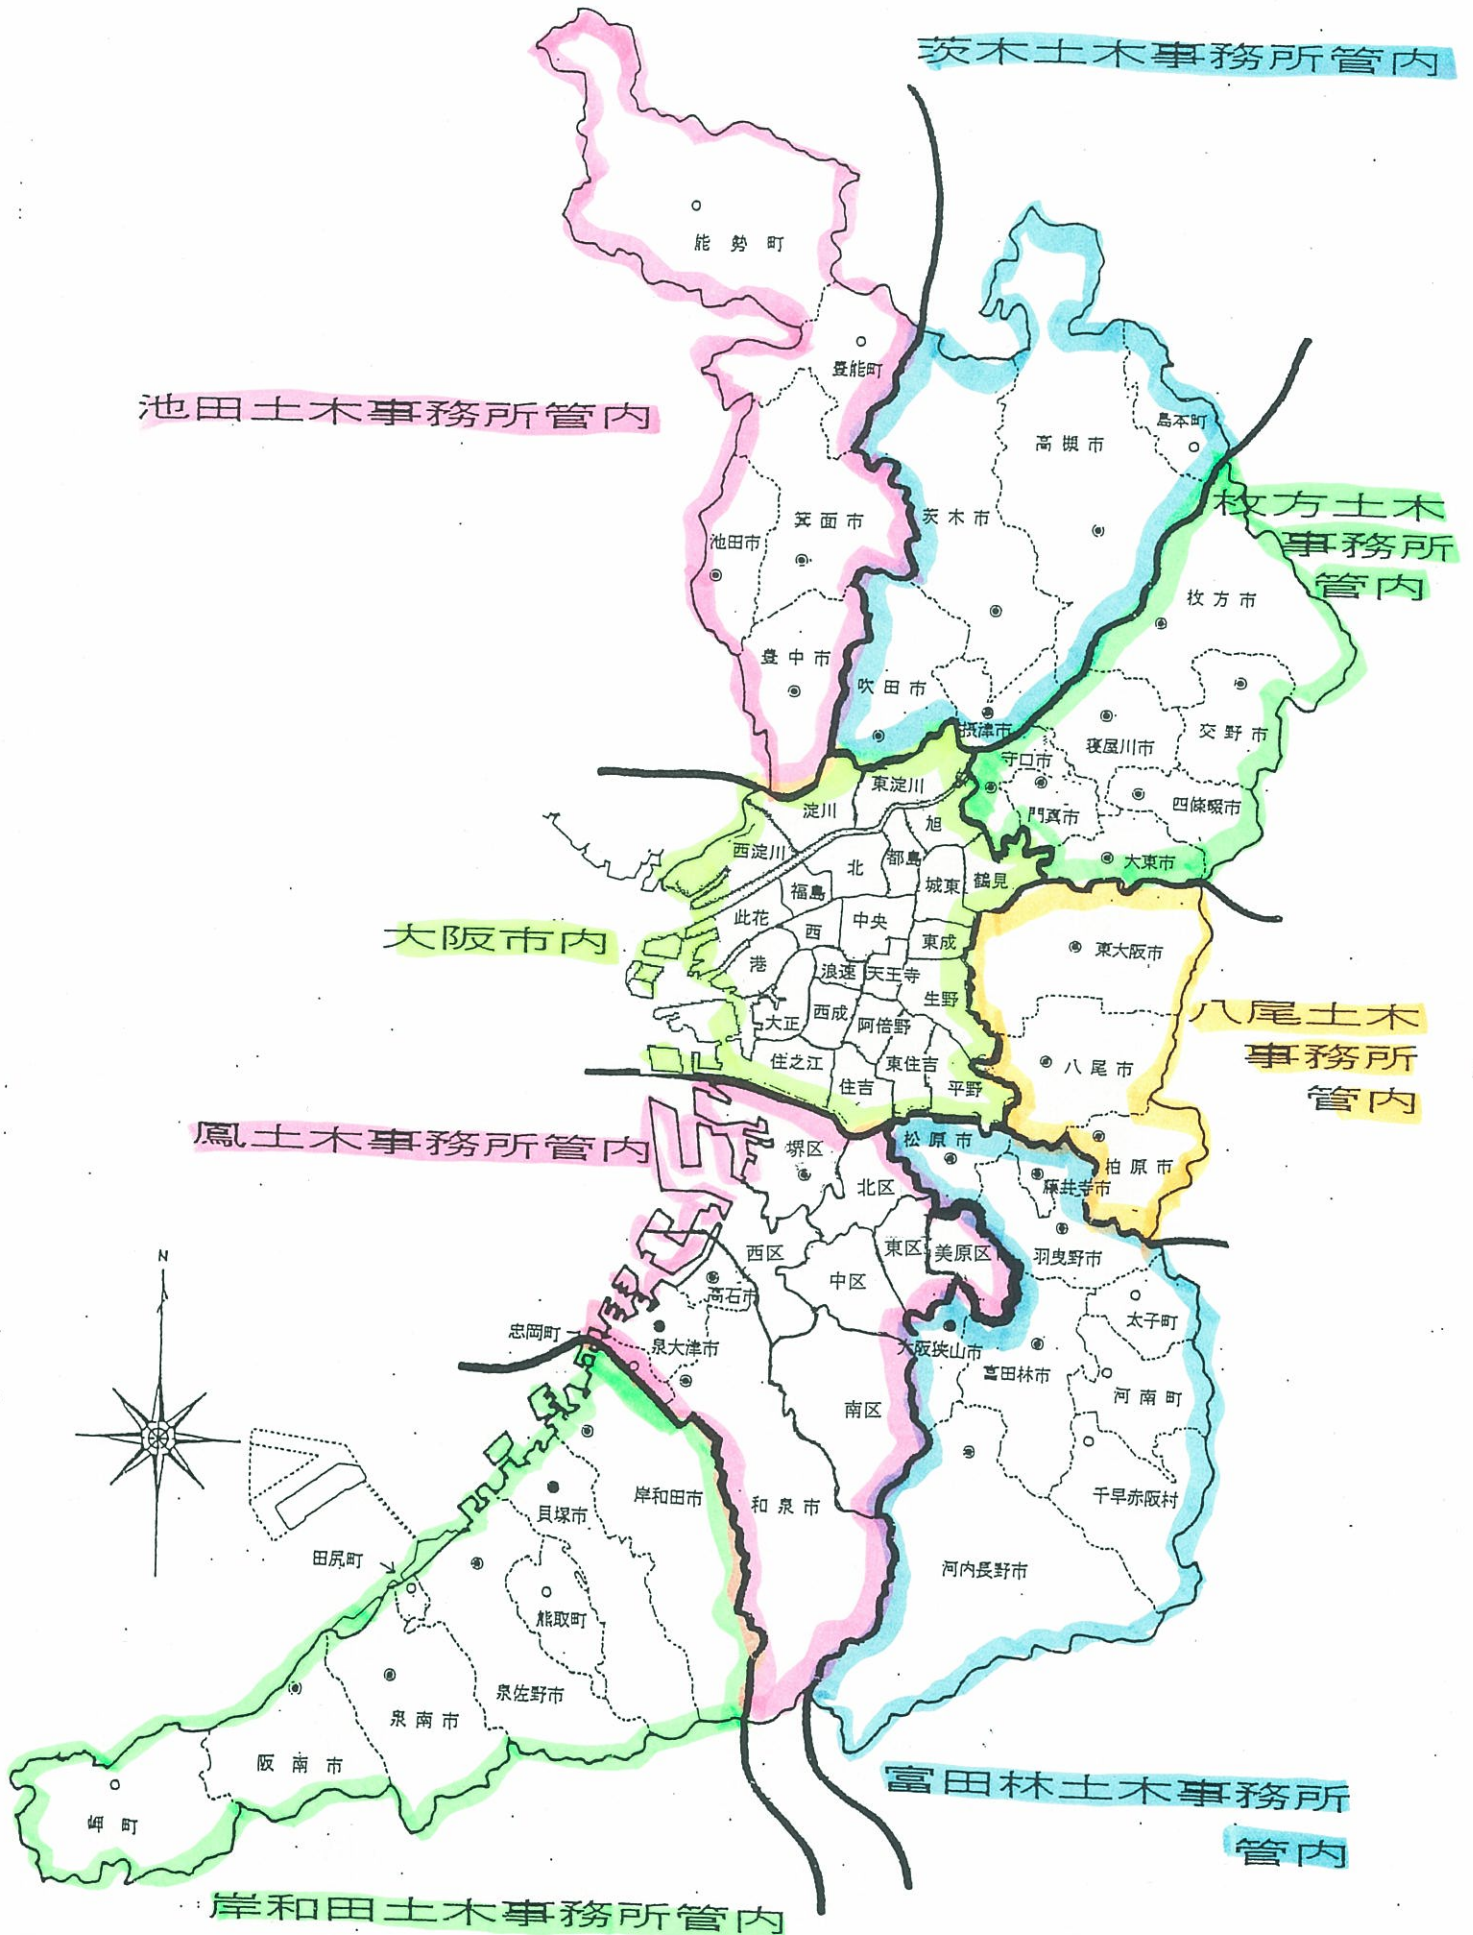 茨木土木事務所管内
能勢町
豊能町
池田土木事務所管内
島本町
高槻市
枚方土木
事務所
管内
茨木市
箕面市
池田市
枚方市
豊中市
吹田市
摂津市
交野市
寝屋川市
守口市
門真市
四條畷市
大東市
東淀川
淀川
旭
西淀川
都島
北
城東
鶴見
福島
此花
西
中央
東成
大阪市内
港
浪速
天王寺
生野
東大阪市
大正
西成
阿倍野
八尾土木
事務所
管内
住之江
東住吉
住吉
平野
八尾市
鳳土木事務所管内
堺区
松原市
柏原市
藤井寺市
北区
西区
東区
美原区
羽曳野市
中区
高石市
N
忠岡町
泉大津市
大阪狭山市
富田林市
太子町
河南町
南区
岸和田市
貝塚市
和泉市
千早赤阪村
田尻町
河内長野市
熊取町
泉佐野市
泉南市
阪南市
岬町
富田林土木事務所
管内
岸和田土木事務所管内